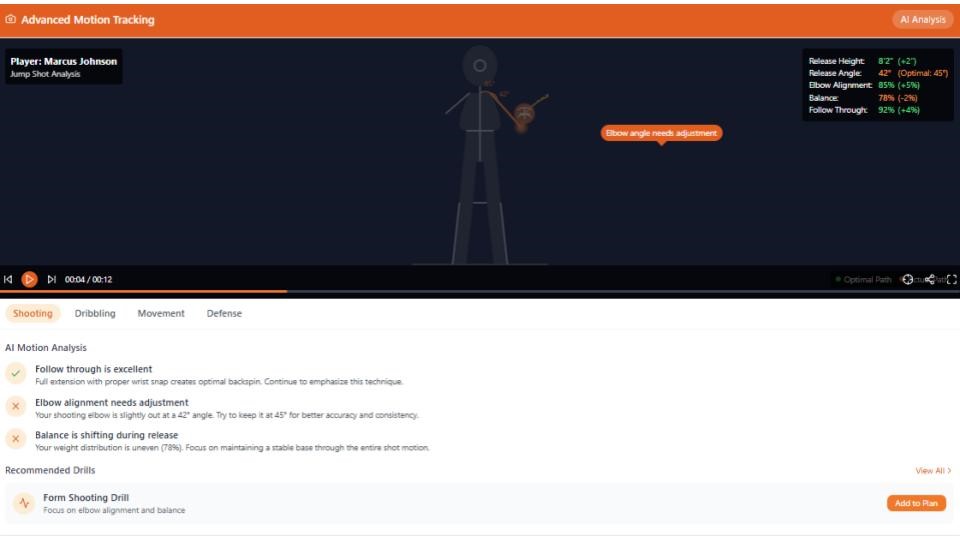 Advanced Motion Tracking
AI Analysis
Player: Marcus Johnson
Jump Shot Analysis
Release Height: 8'2" (+2")
Release Angle: 42° (Optimal: 45°)
Elbow Alignment: 85% (+5%)
Balance: 78% (-2%)
Follow Through: 92% (+4%)
45°
42°
Elbow angle needs adjustment
00:04 / 00:12
Optimal Path
Shooting
Dribbling
Movement
Defense
AI Motion Analysis
Follow through is excellent
Full extension with proper wrist snap creates optimal backspin. Continue to emphasize this technique.
Elbow alignment needs adjustment
Your shooting elbow is slightly out at a 42° angle. Try to keep it at 45° for better accuracy and consistency.
Balance is shifting during release
Your weight distribution is uneven (78%). Focus on maintaining a stable base through the entire shot motion.
Recommended Drills
View All
Form Shooting Drill
Focus on elbow alignment and balance
Add to Plan